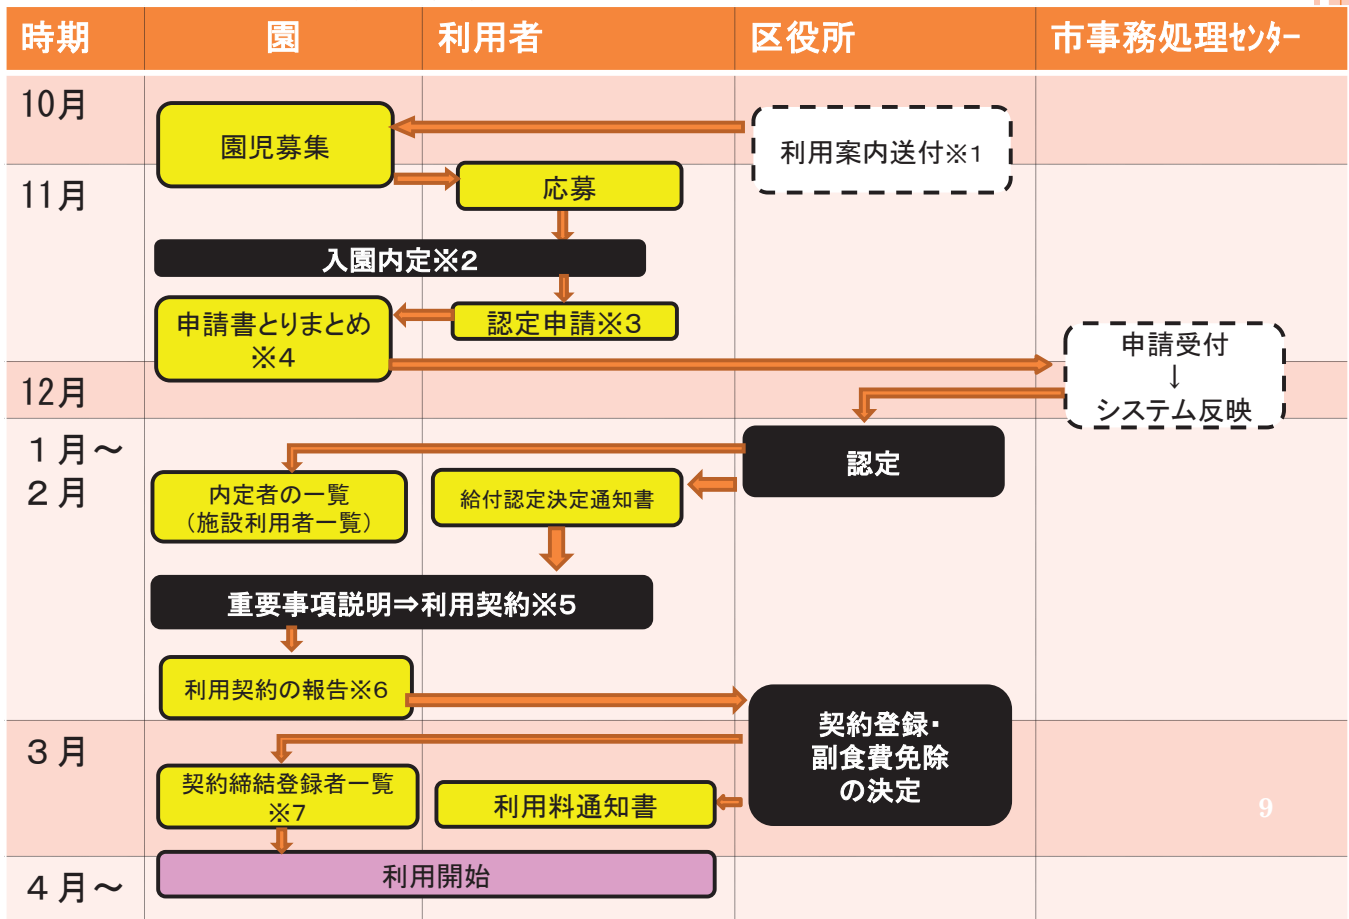 時期
園
利用者
区役所
市事務処理ｾﾝﾀｰ
10月
園児募集
利用案内送付※1
11月
応募
入園内定※2
申請書とりまとめ
※4
認定申請※3
申請受付
↓
システム反映
12月
１月～
２月
認定
内定者の一覧
（施設利用者一覧）
給付認定決定通知書
重要事項説明⇒利用契約※5
利用契約の報告※6
契約登録・
副食費免除
の決定
３月
契約締結登録者一覧
※7
利用料通知書
9
４月～
利用開始